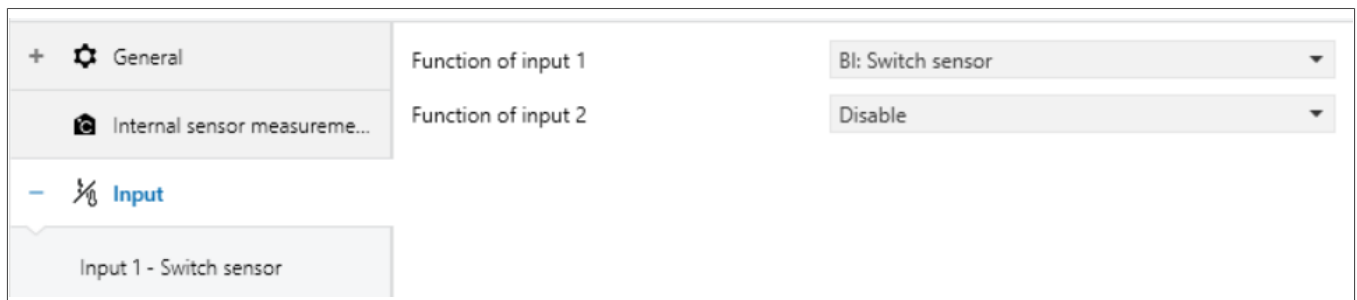 General
Internal sensor measureme...
Input
Input 1 - Switch sensor
Function of input 1
BI: Switch sensor
Function of input 2
Disable